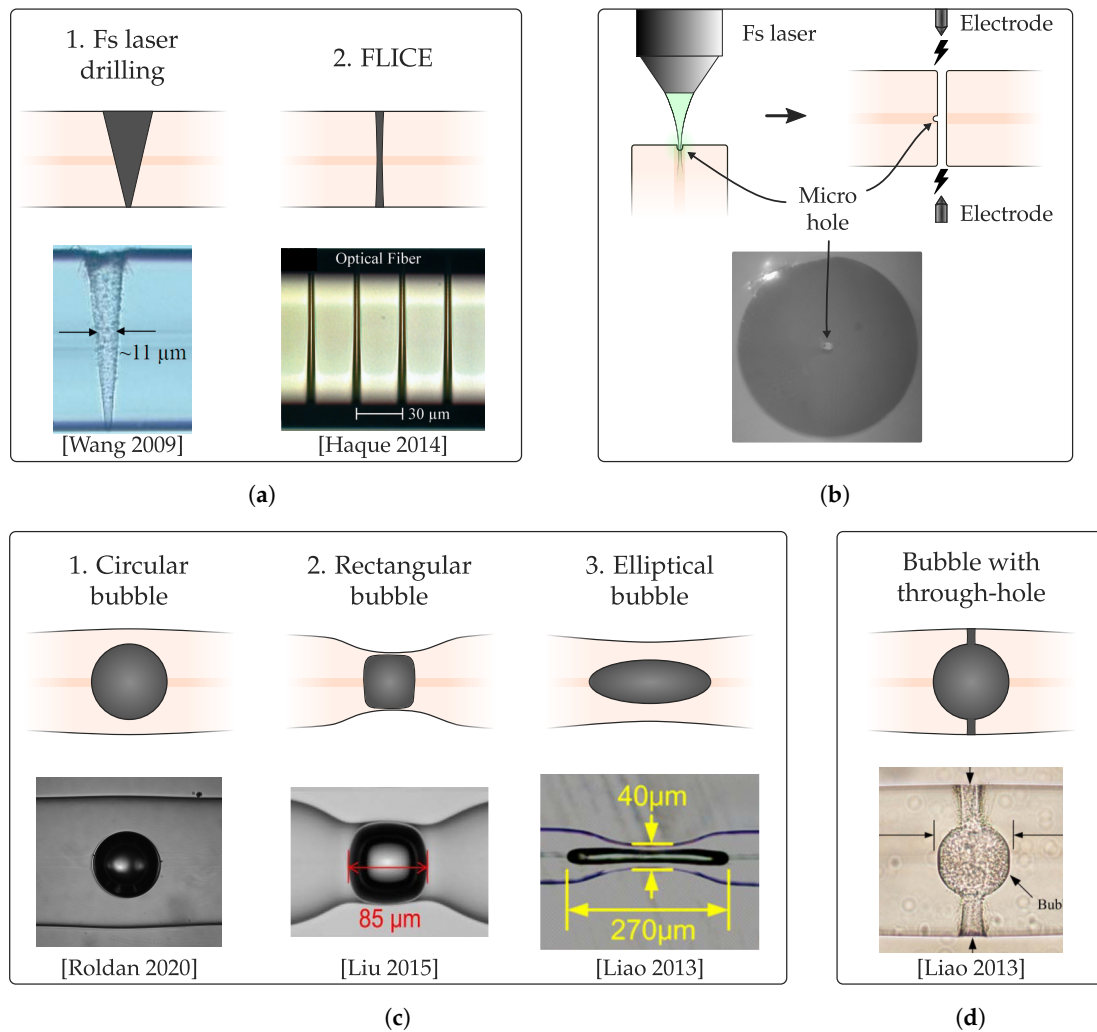 1. Fs laser
drilling
2. FLICE
~11 µm
Optical Fiber
30 µm
[Wang 2009]
[Haque 2014]
(a)
Fs laser
Electrode
Micro
hole
Electrode
(b)
1. Circular
bubble
2. Rectangular
bubble
3. Elliptical
bubble
85 µm
40µm
270µm
[Roldan 2020]
[Liu 2015]
[Liao 2013]
(c)
Bubble with
through-hole
Bub
[Liao 2013]
(d)